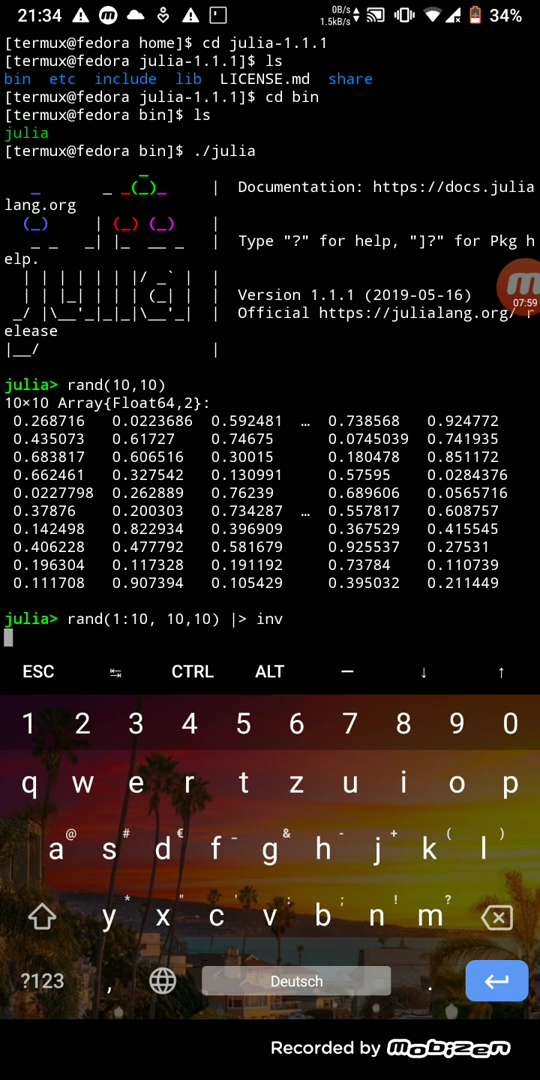 21:34 0B/s 1.5kB/s 34%
[termux@fedora home]$ cd julia-1.1.1
[termux@fedora julia-1.1.1]$ ls
bin etc include lib LICENSE.md share
[termux@fedora julia-1.1.1]$ cd bin
[termux@fedora bin]$ ls
julia
[termux@fedora bin]$ ./julia
               _
   _       _ _(_)_     |  Documentation: https://docs.julia
lang.org
  (_)     | (_) (_)    |
   _ _   _| |_  __ _   |  Type "?" for help, "]?" for Pkg h
elp.
  | | | | | | |/ _` |  |
  | | |_| | | | (_| |  |  Version 1.1.1 (2019-05-16)
 _/ |\__'_|_|_|\__'_|  |  Official https://julialang.org/ r
elease
|__/                   |
07:59
julia> rand(10,10)
10×10 Array{Float64,2}:
0.268716 0.0223686 0.592481 … 0.738568 0.924772
0.435073 0.61727 0.74675 0.0745039 0.741935
0.683817 0.606516 0.30015 0.180478 0.851172
0.662461 0.327542 0.130991 0.57595 0.0284376
0.0227798 0.262889 0.76239 0.689606 0.0565716
0.37876 0.200303 0.734287 … 0.557817 0.608757
0.142498 0.822934 0.396909 0.367529 0.415545
0.406228 0.477792 0.581679 0.925537 0.27531
0.196304 0.117328 0.191192 0.73784 0.110739
0.111708 0.907394 0.105429 0.395032 0.211449
julia> rand(1:10, 10,10) |> inv
ESC ↹ CTRL ALT — ↓ ↑
1 2 3 4 5 6 7 8 9 0
q w e r t z u i o p
@ # € _ & - + ( )
a s d f g h j k l
* " ' : ; ! ?
y x c v b n m
?123 , Deutsch .
Recorded by MOBIZEN